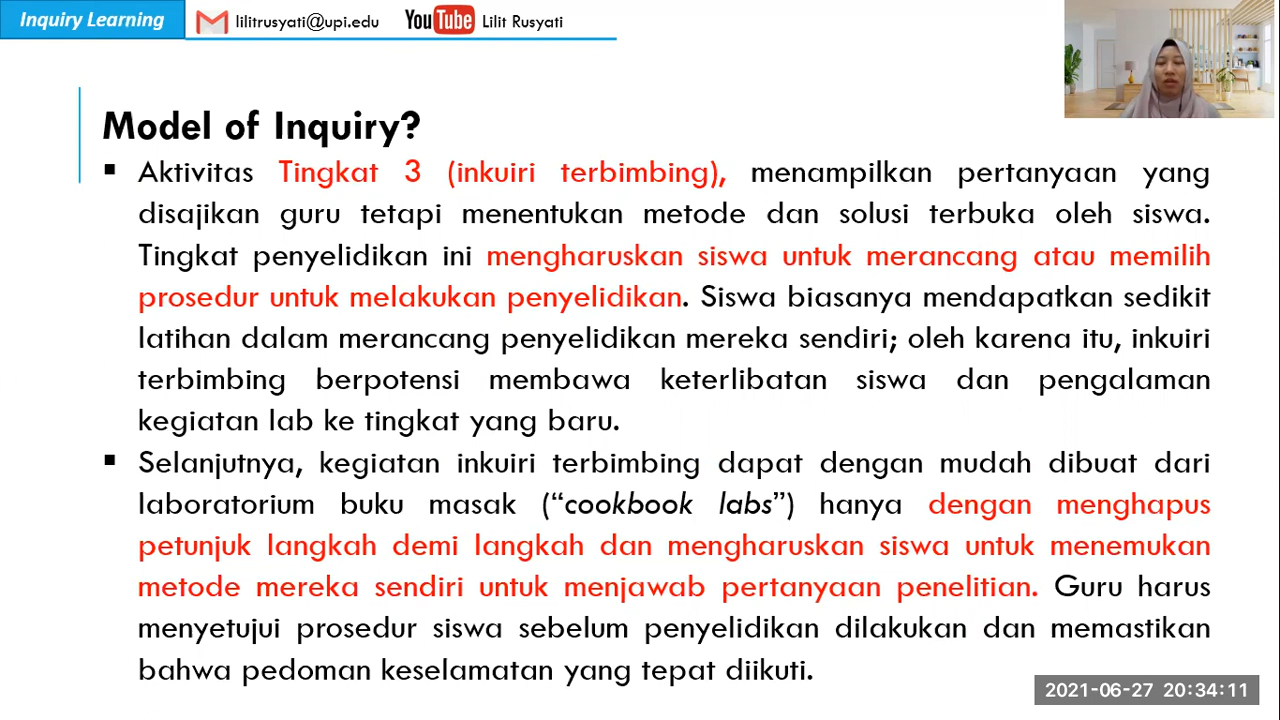 Inquiry Learning
lilitrusyati@upi.edu
YouTube Lilit Rusyati
Model of Inquiry?
▪ Aktivitas Tingkat 3 (inkuiri terbimbing), menampilkan pertanyaan yang
disajikan guru tetapi menentukan metode dan solusi terbuka oleh siswa.
Tingkat penyelidikan ini mengharuskan siswa untuk merancang atau memilih
prosedur untuk melakukan penyelidikan. Siswa biasanya mendapatkan sedikit
latihan dalam merancang penyelidikan mereka sendiri; oleh karena itu, inkuiri
terbimbing berpotensi membawa keterlibatan siswa dan pengalaman
kegiatan lab ke tingkat yang baru.
▪ Selanjutnya, kegiatan inkuiri terbimbing dapat dengan mudah dibuat dari
laboratorium buku masak (“cookbook labs”) hanya dengan menghapus
petunjuk langkah demi langkah dan mengharuskan siswa untuk menemukan
metode mereka sendiri untuk menjawab pertanyaan penelitian. Guru harus
menyetujui prosedur siswa sebelum penyelidikan dilakukan dan memastikan
bahwa pedoman keselamatan yang tepat diikuti.
2021-06-27 20:34:11